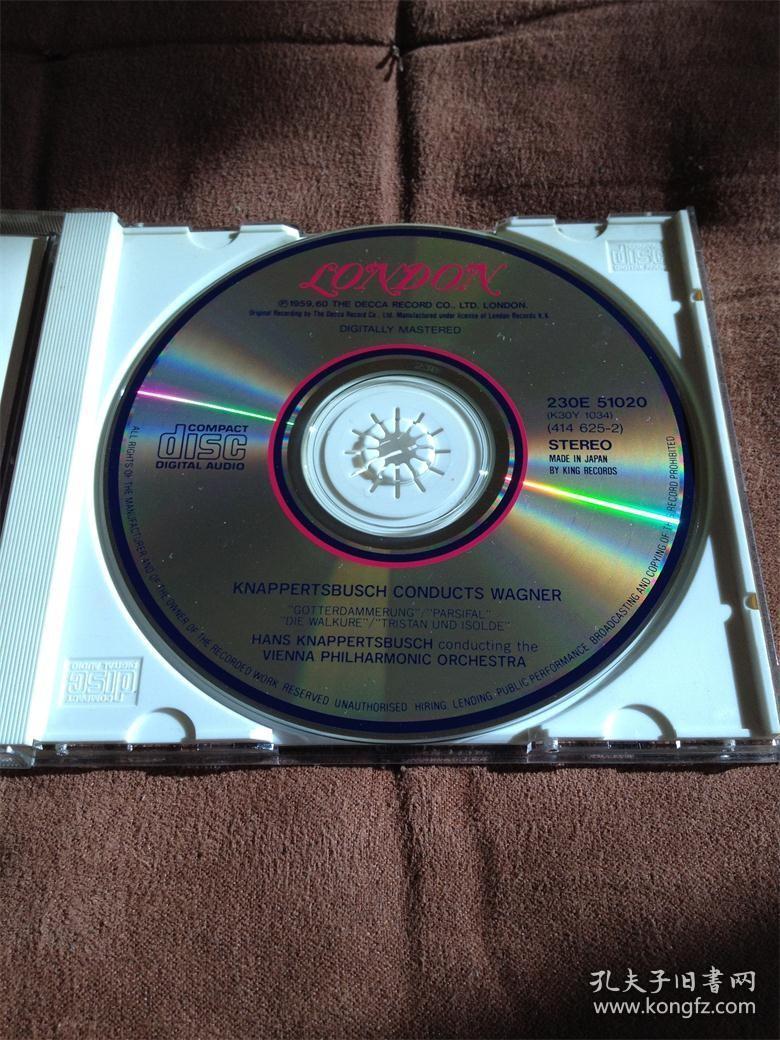 LONDON
℗1959,60 THE DECCA RECORD CO., LTD. LONDON.
Original Recording by The Decca Record Co., Ltd. Manufactured under license of London Records K.K.
DIGITALLY MASTERED
COMPACT
disc
DIGITAL AUDIO
230E 51020
(K30Y 1034)
(414 625-2)
STEREO
MADE IN JAPAN
BY KING RECORDS
KNAPPERTSBUSCH CONDUCTS WAGNER
"GOTTERDAMMERUNG"/"PARSIFAL"
"DIE WALKURE"/"TRISTAN UND ISOLDE"
HANS KNAPPERTSBUSCH conducting the
VIENNA PHILHARMONIC ORCHESTRA
ALL RIGHTS OF THE MANUFACTURER AND OF THE OWNER OF THE RECORDED WORK RESERVED UNAUTHORISED HIRING, LENDING, PUBLIC PERFORMANCE, BROADCASTING AND COPYING OF THIS RECORD PROHIBITED
COMPACT
disc
DIGITAL AUDIO
孔夫子旧书网
www.kongfz.com